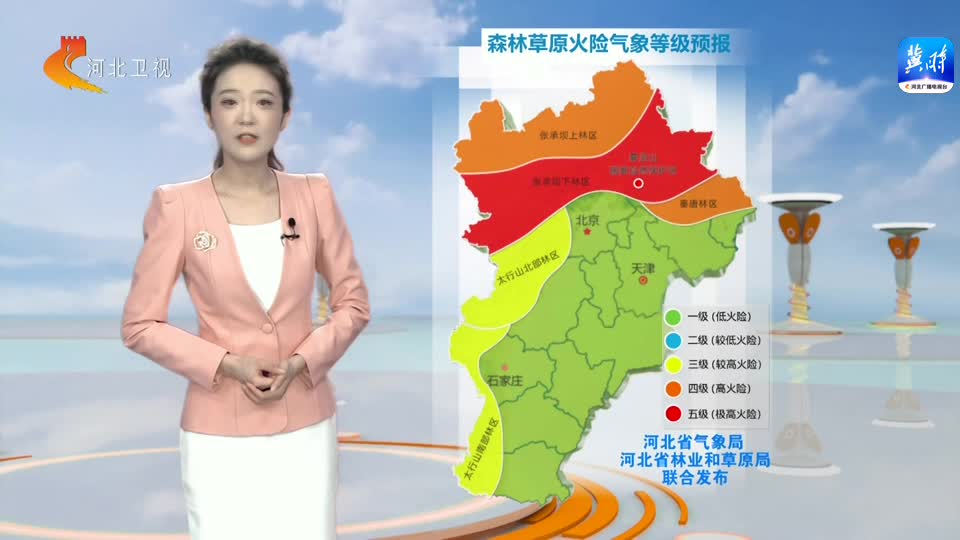 河北卫视
森林草原火险气象等级预报
冀时
河北广播电视台
张承坝上林区
张承坝下林区
秦唐林区
北京
太行山北部林区
天津
石家庄
太行山南部林区
一级（低火险）
二级（较低火险）
三级（较高火险）
四级（高火险）
五级（极高火险）
河北省气象局
河北省林业和草原局
联合发布